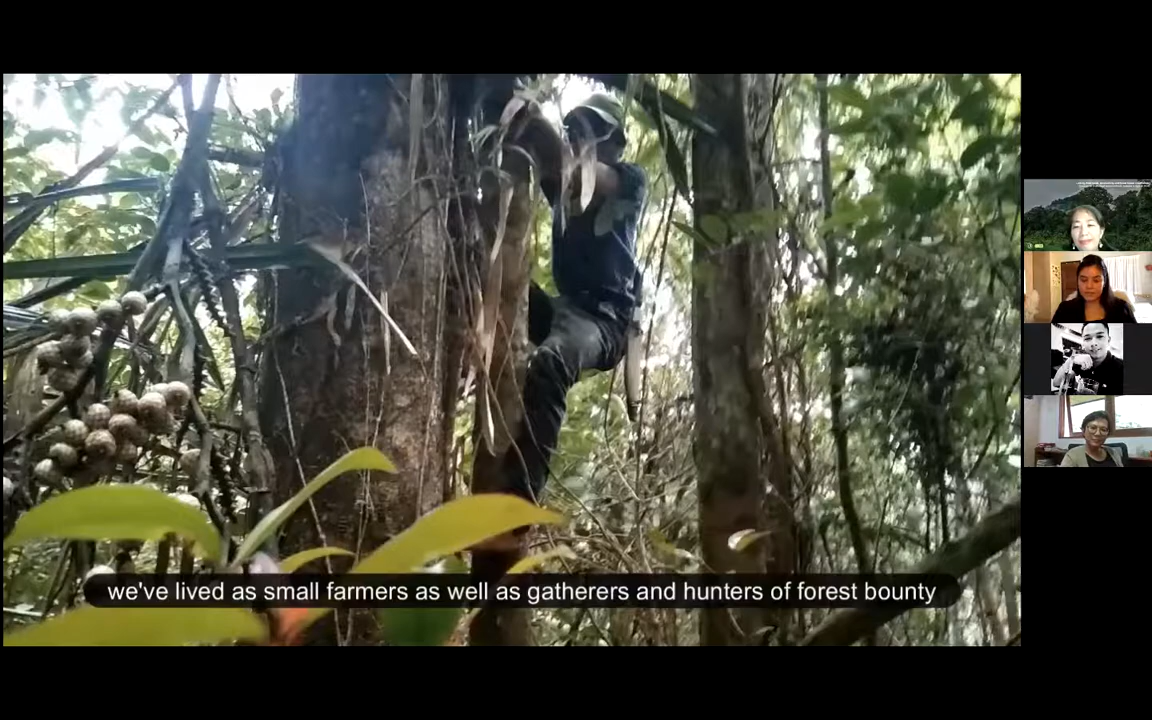 we've lived as small farmers as well as gatherers and hunters of forest bounty